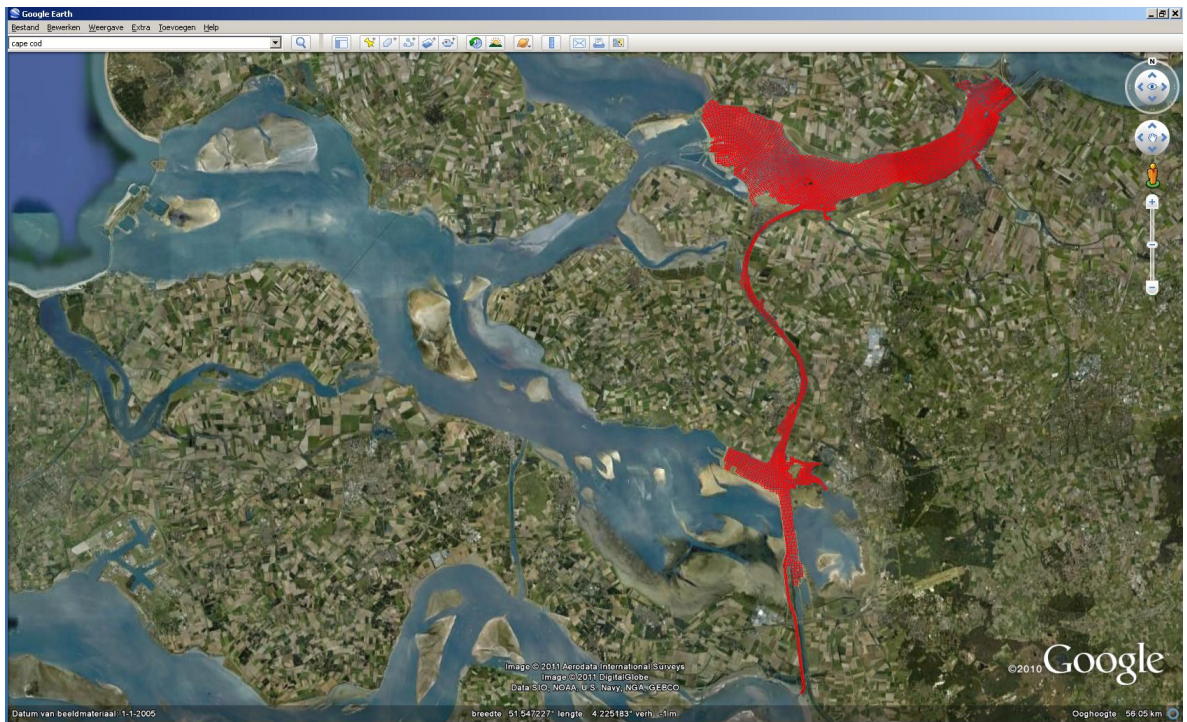 Google Earth
Bestand Bewerken Weergave Extra Toevoegen Help
cape cod
N
Image © 2011 Aerodata International Surveys
Image © 2011 DigitalGlobe
Data SIO, NOAA, U.S. Navy, NGA, GEBCO
©2010 Google
Datum van beeldmateriaal: 1-1-2005 breedte 51.547227° lengte 4.225183° verh. -1m Ooghoogte 56.05 km